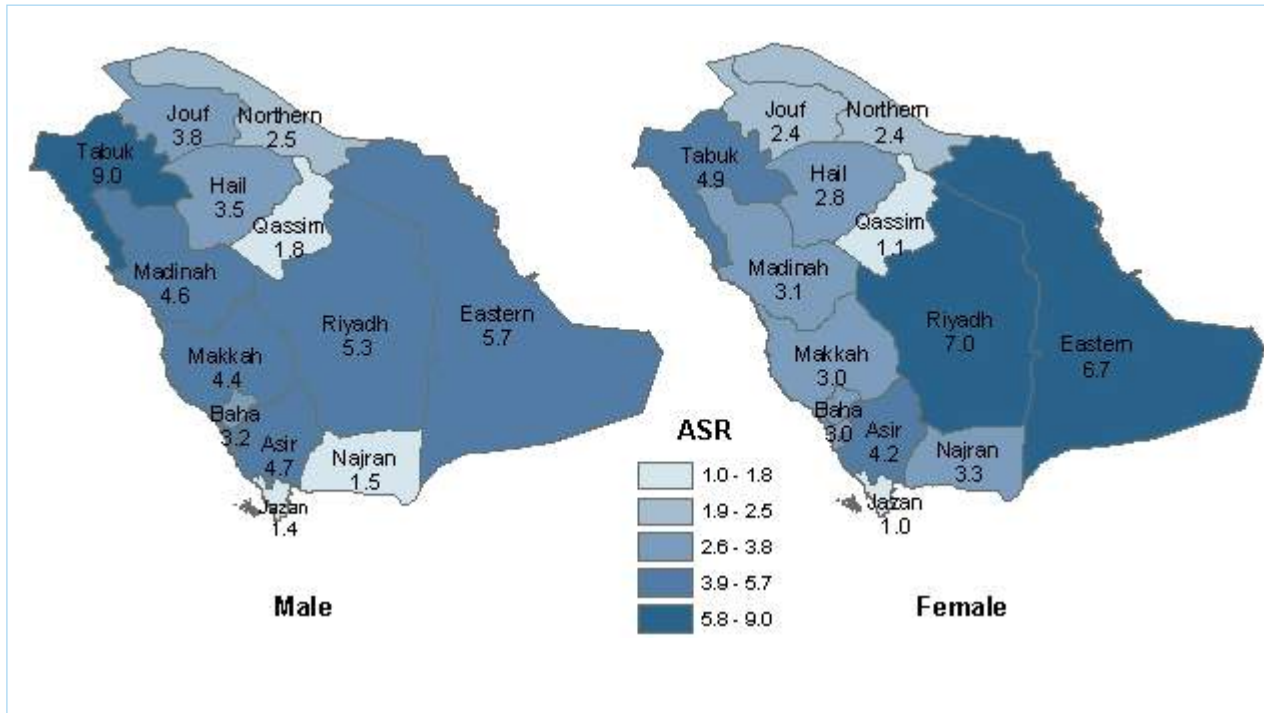 Jouf
3.8
Northern
2.5
Tabuk
9.0
Hail
3.5
Qassim
1.8
Madinah
4.6
Riyadh
5.3
Eastern
5.7
Makkah
4.4
Baha
3.2
Asir
4.7
Najran
1.5
Jazan
1.4
Male
ASR
1.0 - 1.8
1.9 - 2.5
2.6 - 3.8
3.9 - 5.7
5.8 - 9.0
Jouf
2.4
Northern
2.4
Tabuk
4.9
Hail
2.8
Qassim
1.1
Madinah
3.1
Riyadh
7.0
Eastern
6.7
Makkah
3.0
Baha
3.0
Asir
4.2
Najran
3.3
Jazan
1.0
Female